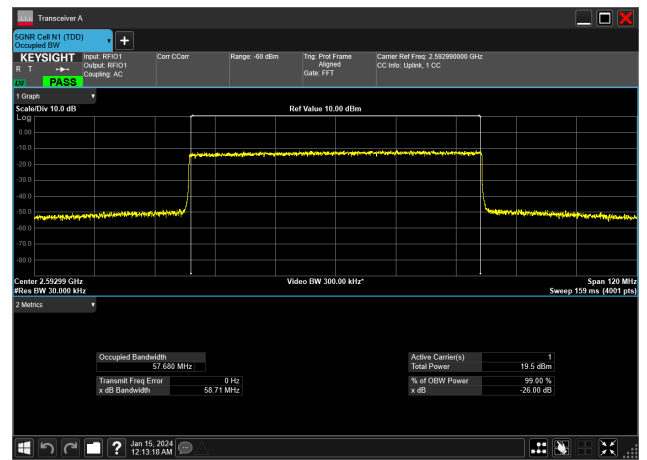 Transceiver A
5GNR Cell N1 (TDD)
Occupied BW
KEYSIGHT
R T
LVI
PASS
Input: RFIO1
Output: RFIO1
Coupling: AC
Corr CCorr
Range: -60 dBm
Trig: Prot Frame
Aligned
Gate: FFT
Carrier Ref Freq: 2.592990000 GHz
CC Info: Uplink, 1 CC
1 Graph
Scale/Div 10.0 dB
Ref Value 10.00 dBm
Log
0.00
-10.0
-20.0
-30.0
-40.0
-50.0
-60.0
-70.0
-80.0
Center 2.59299 GHz
Video BW 300.00 kHz*
Span 120 MHz
#Res BW 30.000 kHz
Sweep 159 ms (4001 pts)
2 Metrics
Occupied Bandwidth
57.680 MHz
Transmit Freq Error 0 Hz
x dB Bandwidth 58.71 MHz
Active Carrier(s) 1
Total Power 19.5 dBm
% of OBW Power 99.00 %
x dB -26.00 dB
?
Jan 15, 2024
12:13:18 AM